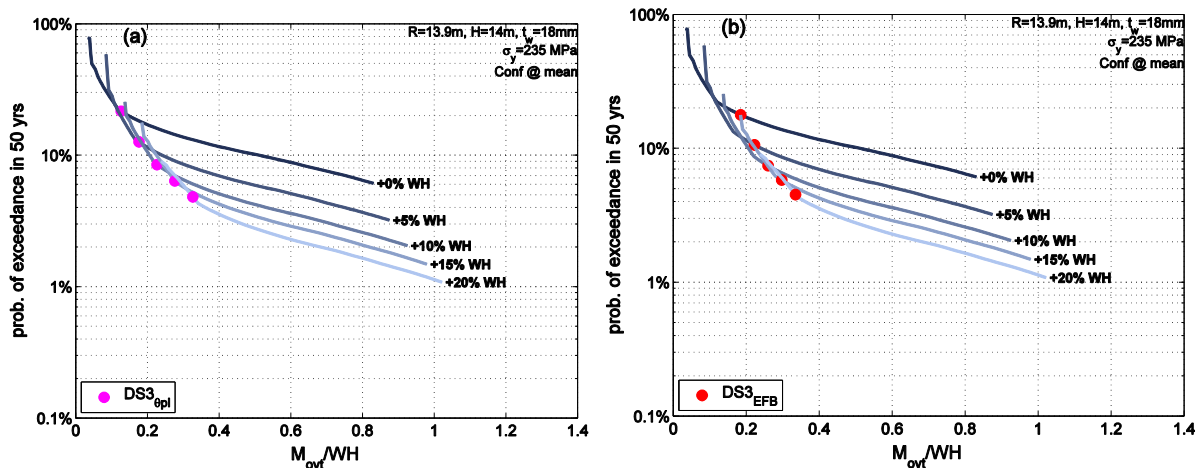 (a)
R=13.9m, H=14m, t_w=18mm
σ_y=235 MPa
Conf @ mean
100%
10%
1%
0.1%
prob. of exceedance in 50 yrs
+0% WH
+5% WH
+10% WH
+15% WH
+20% WH
DS3_θpl
0 0.2 0.4 0.6 0.8 1 1.2 1.4
M_ovt/WH
(b)
R=13.9m, H=14m, t_w=18mm
σ_y=235 MPa
Conf @ mean
100%
10%
1%
0.1%
prob. of exceedance in 50 yrs
+0% WH
+5% WH
+10% WH
+15% WH
+20% WH
DS3_EFB
0 0.2 0.4 0.6 0.8 1 1.2 1.4
M_ovt/WH